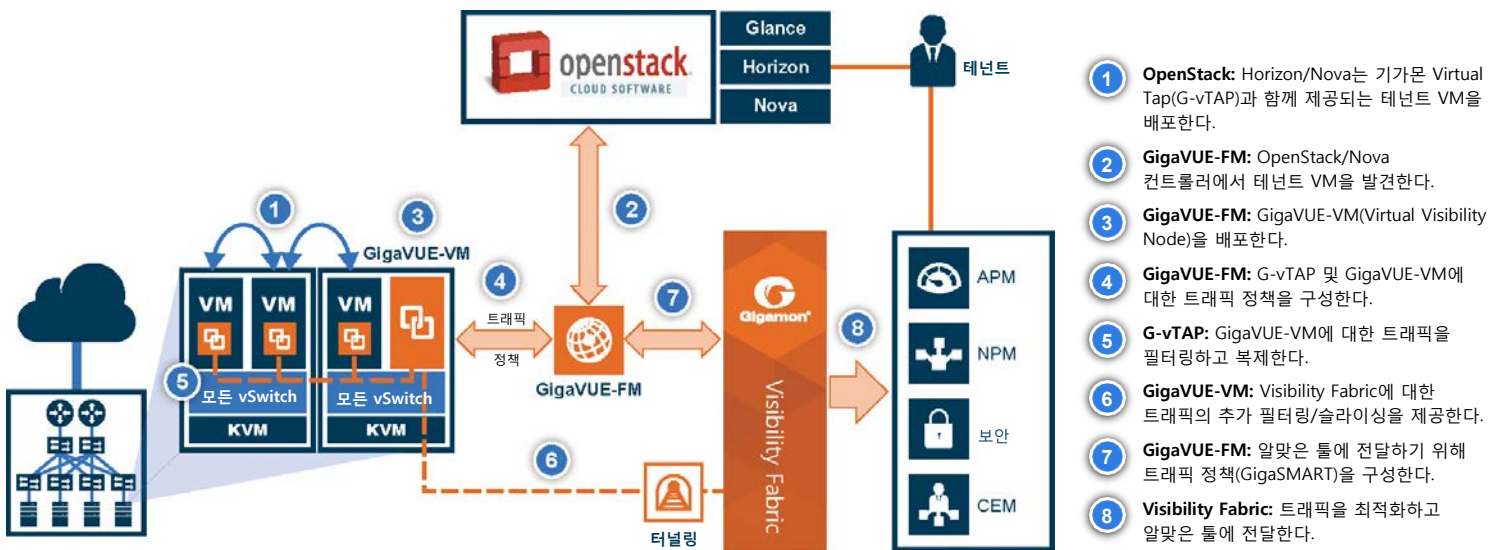 Glance
Horizon
Nova
openstack
CLOUD SOFTWARE
테넌트
1
2
3
GigaVUE-VM
VM
VM
VM
4
트래픽
정책
7
GigaVUE-FM
5
모든 vSwitch
모든 vSwitch
KVM
KVM
6
터널링
Gigamon®
Visibility Fabric
8
APM
NPM
보안
CEM
1
OpenStack: Horizon/Nova는 기가몬 Virtual
Tap(G-vTAP)과 함께 제공되는 테넌트 VM을
배포한다.
2
GigaVUE-FM: OpenStack/Nova
컨트롤러에서 테넌트 VM을 발견한다.
3
GigaVUE-FM: GigaVUE-VM(Virtual Visibility
Node)을 배포한다.
4
GigaVUE-FM: G-vTAP 및 GigaVUE-VM에
대한 트래픽 정책을 구성한다.
5
G-vTAP: GigaVUE-VM에 대한 트래픽을
필터링하고 복제한다.
6
GigaVUE-VM: Visibility Fabric에 대한
트래픽의 추가 필터링/슬라이싱을 제공한다.
7
GigaVUE-FM: 알맞은 툴에 전달하기 위해
트래픽 정책(GigaSMART)을 구성한다.
8
Visibility Fabric: 트래픽을 최적화하고
알맞은 툴에 전달한다.